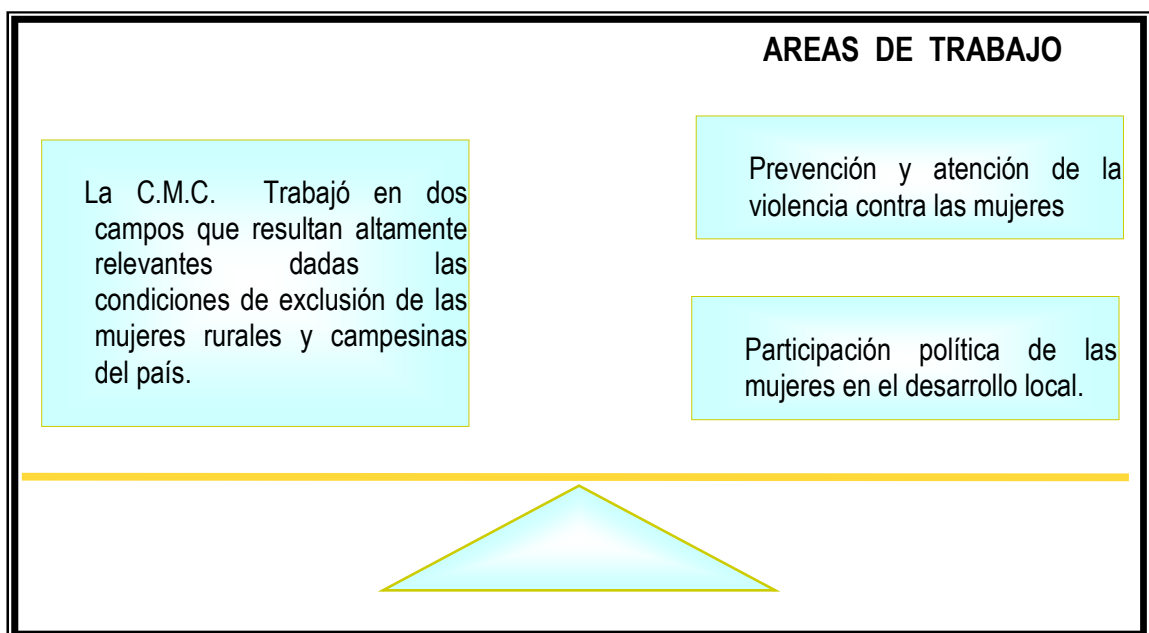 AREAS DE TRABAJO
La C.M.C. Trabajó en dos
campos que resultan altamente
relevantes dadas las
condiciones de exclusión de las
mujeres rurales y campesinas
del país.
Prevención y atención de la
violencia contra las mujeres
Participación política de las
mujeres en el desarrollo local.